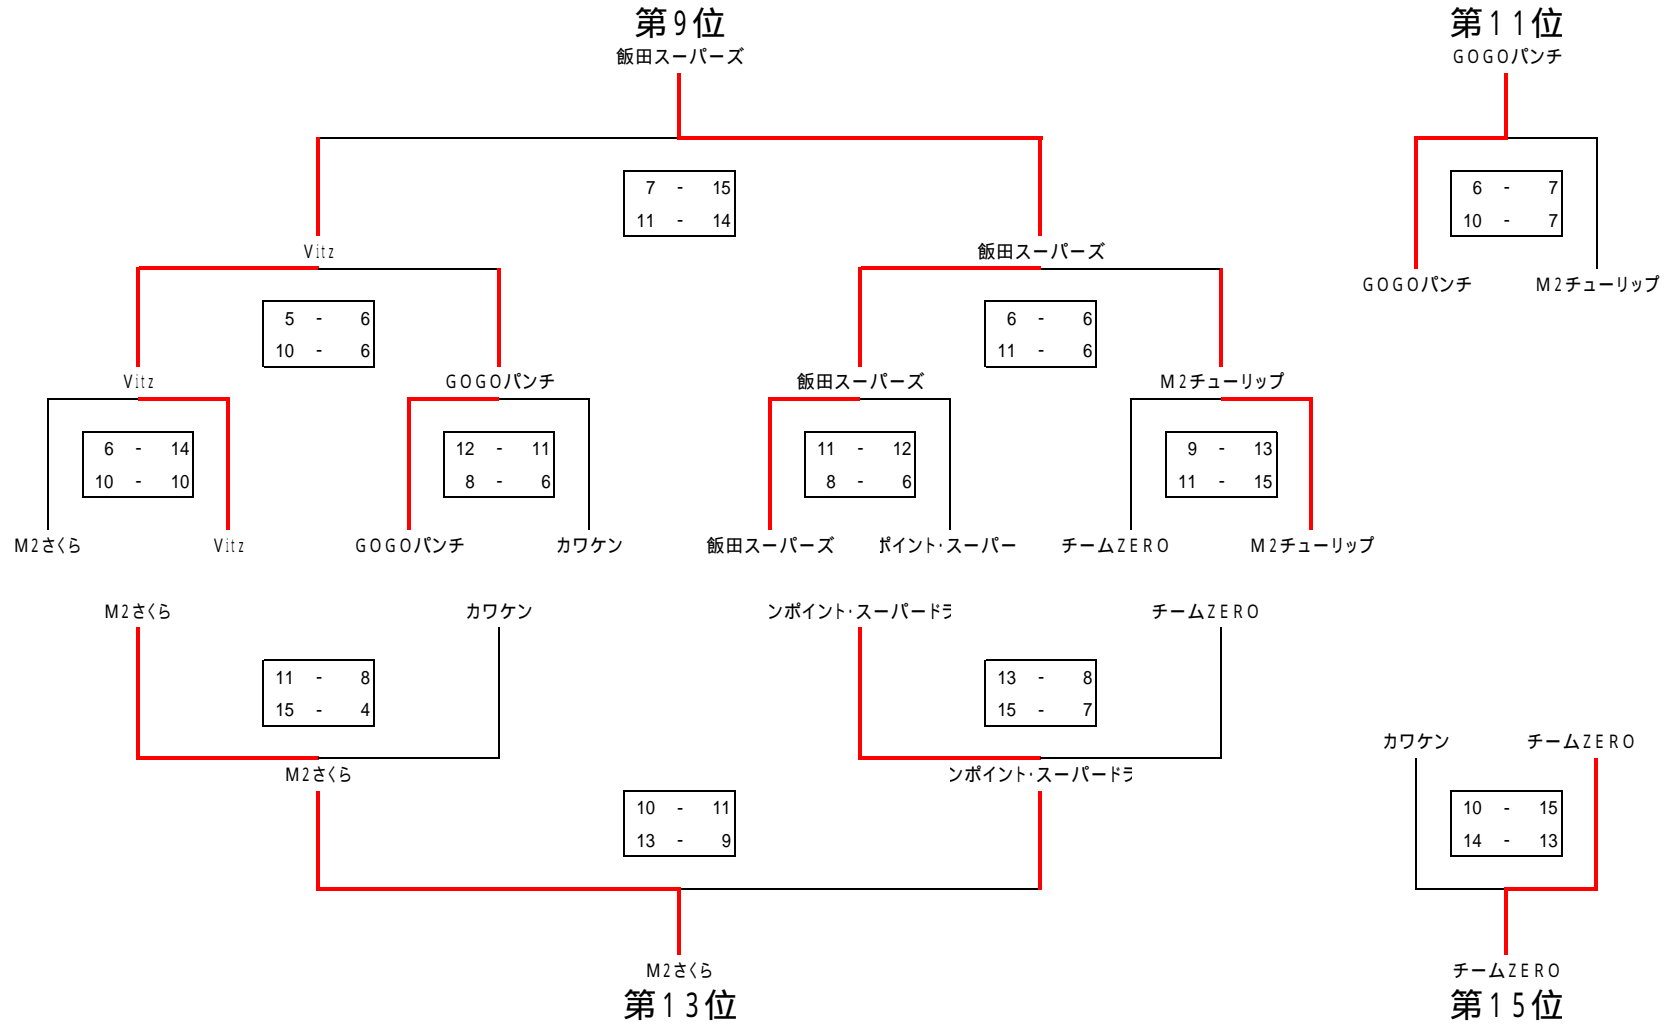 第9位 第11位
飯田スーパーズ GOGOパンチ
7 - 15 6 - 7
11 - 14 10 - 7
Vitz 飯田スーパーズ
GOGOパンチ M2チューリップ
5 - 6 6 - 6
10 - 6 11 - 6
Vitz GOGOパンチ 飯田スーパーズ M2チューリップ
6 - 14 12 - 11 11 - 12 9 - 13
10 - 10 8 - 6 8 - 6 11 - 15
M2さくら Vitz GOGOパンチ カワケン 飯田スーパーズ ポイント・スーパー チームZERO M2チューリップ
M2さくら カワケン ンポイント・スーパードラ チームZERO
11 - 8 13 - 8
15 - 4 15 - 7
カワケン チームZERO
M2さくら ンポイント・スーパードラ
10 - 11 10 - 15
13 - 9 14 - 13
M2さくら チームZERO
第13位 第15位